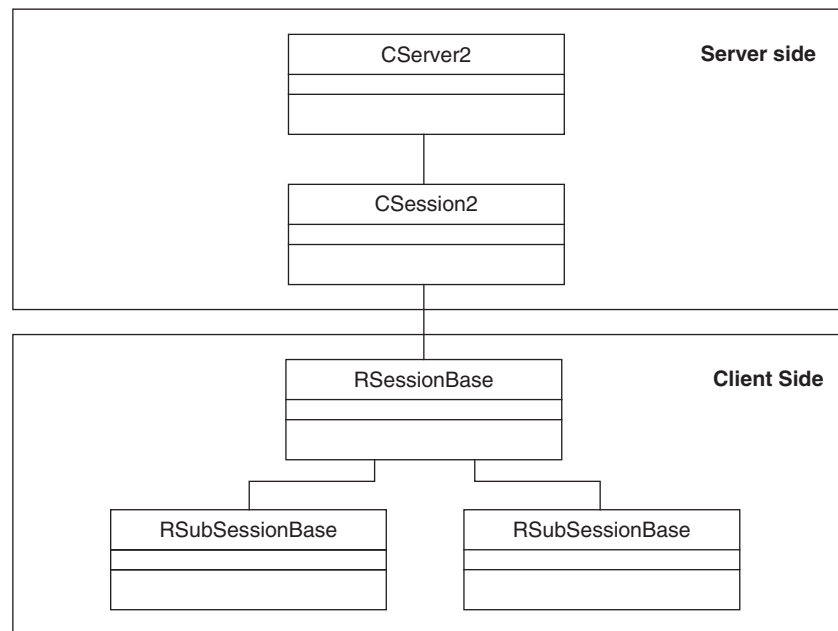 CServer2
Server side
CSession2
RSessionBase
Client Side
RSubSessionBase
RSubSessionBase